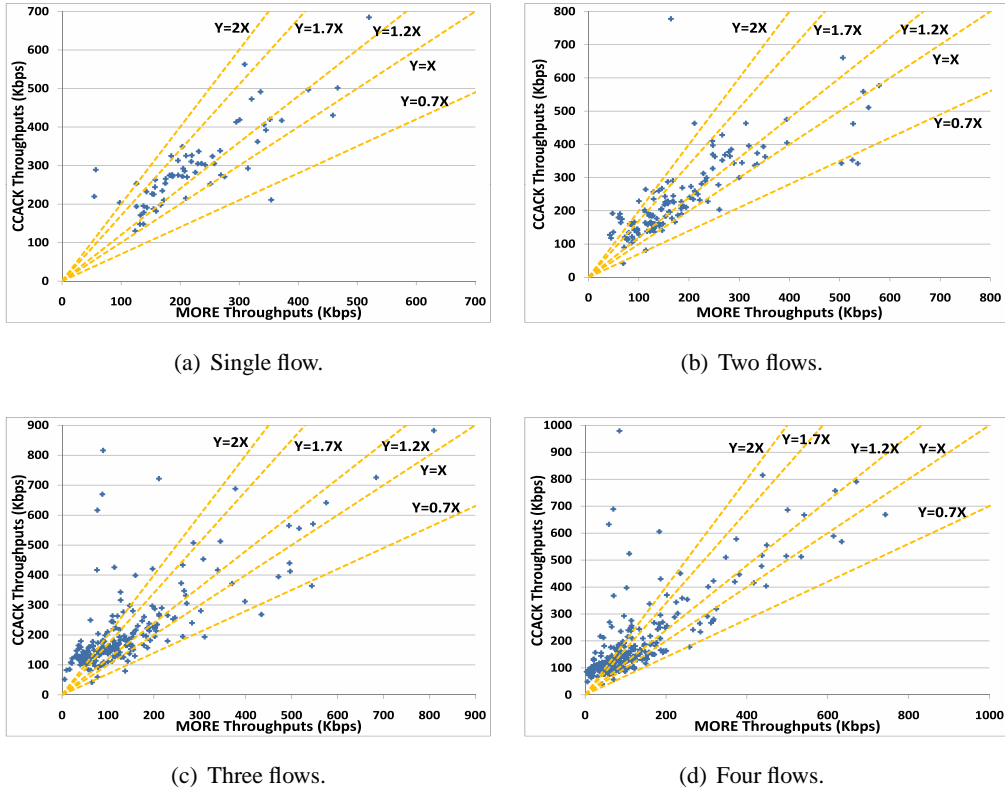 CCACK Throughputs (Kbps)
700
600
500
400
300
200
100
0
Y=2X
Y=1.7X
Y=1.2X
Y=X
Y=0.7X
0 100 200 300 400 500 600 700
MORE Throughputs (Kbps)
(a) Single flow.
CCACK Throughputs (Kbps)
800
700
600
500
400
300
200
100
0
Y=2X
Y=1.7X
Y=1.2X
Y=X
Y=0.7X
0 100 200 300 400 500 600 700 800
MORE Throughputs (Kbps)
(b) Two flows.
CCACK Throughputs (Kbps)
900
800
700
600
500
400
300
200
100
0
Y=2X
Y=1.7X
Y=1.2X
Y=X
Y=0.7X
0 100 200 300 400 500 600 700 800 900
MORE Throughputs (Kbps)
(c) Three flows.
CCACK Throughputs (Kbps)
1000
900
800
700
600
500
400
300
200
100
0
Y=2X
Y=1.7X
Y=1.2X
Y=X
Y=0.7X
0 200 400 600 800 1000
MORE Throughputs (Kbps)
(d) Four flows.